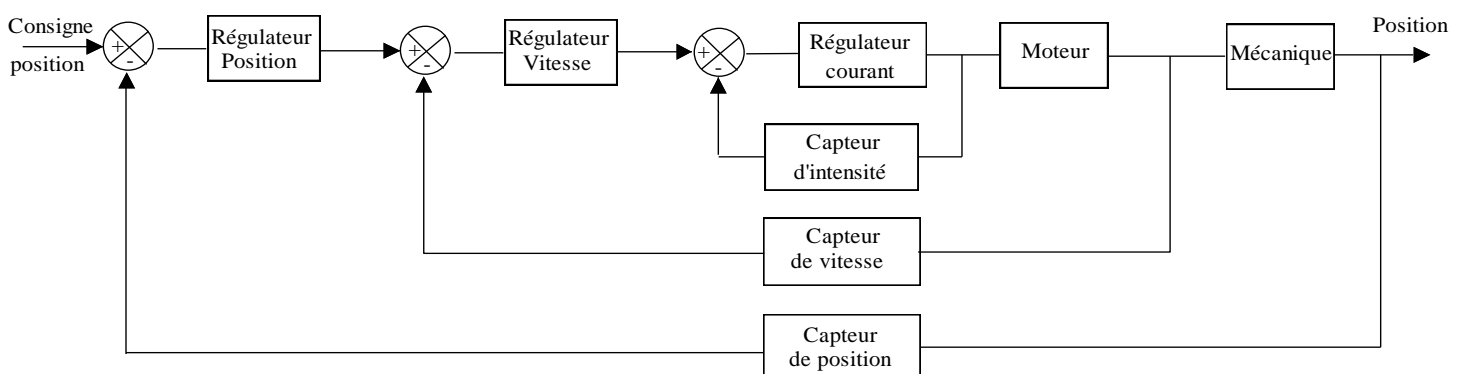 Consigne
position
+
-
Régulateur
Position
+
-
Régulateur
Vitesse
+
-
Régulateur
courant
Moteur
Mécanique
Position
Capteur
d'intensité
Capteur
de vitesse
Capteur
de position